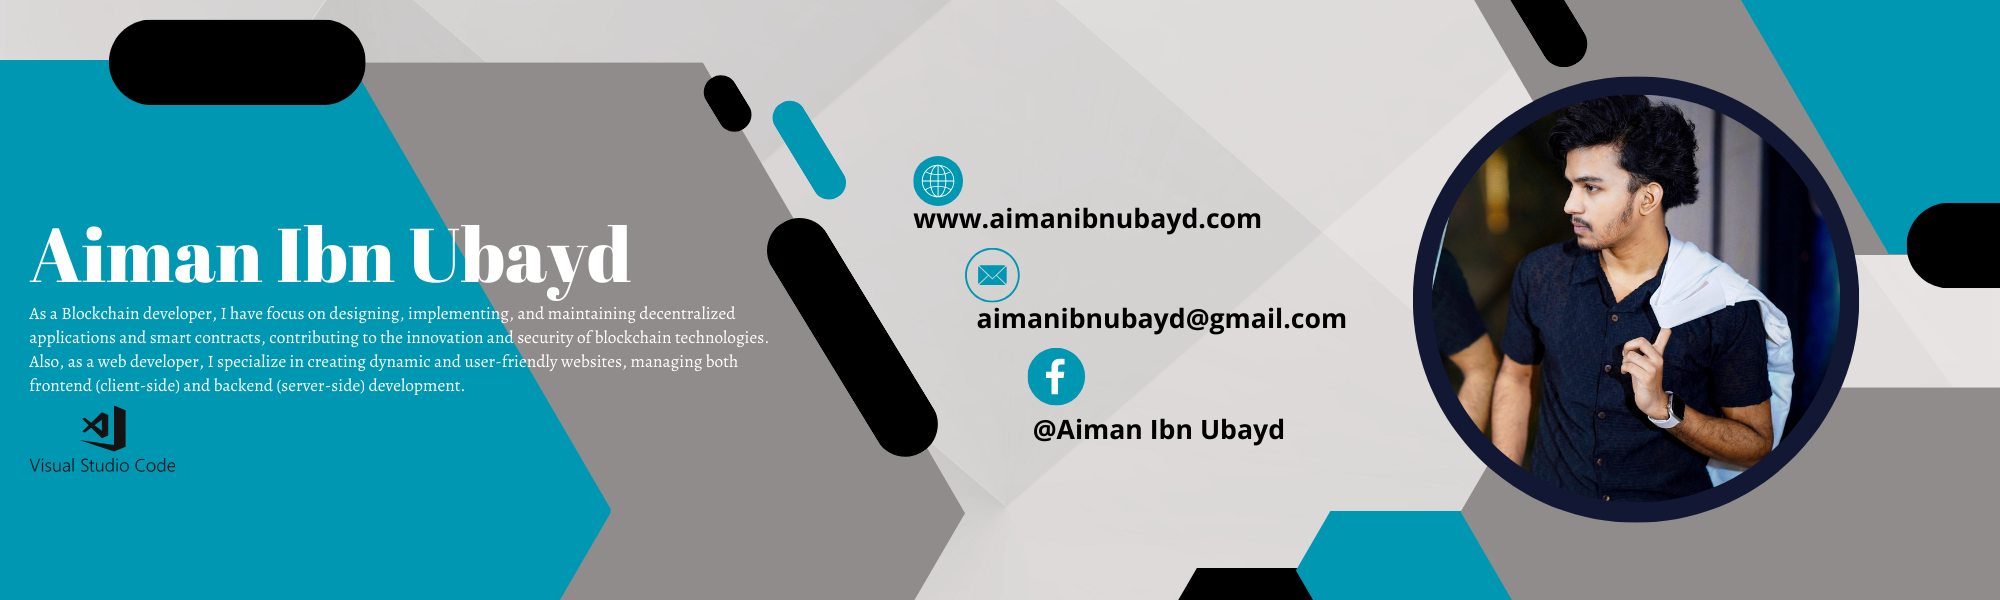 Aiman Ibn Ubayd
As a Blockchain developer, I have focus on designing, implementing, and maintaining decentralized
applications and smart contracts, contributing to the innovation and security of blockchain technologies.
Also, as a web developer, I specialize in creating dynamic and user-friendly websites, managing both
frontend (client-side) and backend (server-side) development.
Visual Studio Code
www.aimanibnubayd.com
aimanibnubayd@gmail.com
@Aiman Ibn Ubayd